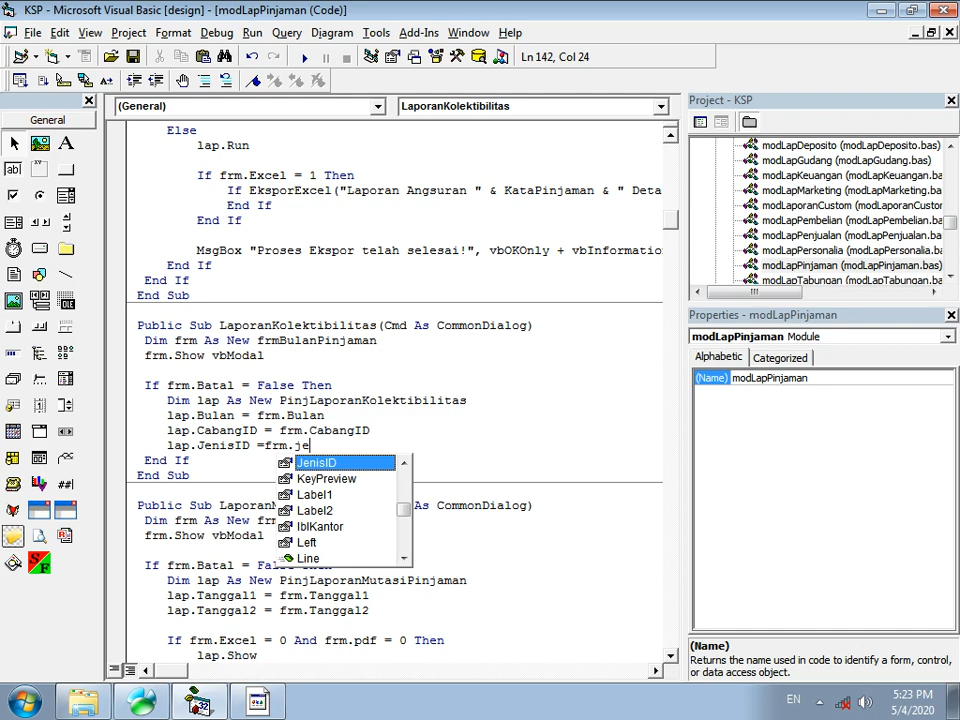 KSP - Microsoft Visual Basic [design] - [modLapPinjaman (Code)]
File Edit View Project Format Debug Run Query Diagram Tools Add-Ins Window Help
Ln 142, Col 24
General
(General)
LaporanKolektibilitas
Else
lap.Run
If frm.Excel = 1 Then
If EksporExcel("Laporan Angsuran " & KataPinjaman & " Deta
End If
End If
MsgBox "Proses Ekspor telah selesai!", vbOKOnly + vbInformation
End If
End If
End Sub
Public Sub LaporanKolektibilitas(Cmd As CommonDialog)
Dim frm As New frmBulanPinjaman
frm.Show vbModal
If frm.Batal = False Then
Dim lap As New PinjLaporanKolektibilitas
lap.Bulan = frm.Bulan
lap.CabangID = frm.CabangID
lap.JenisID =frm.je
End If
End Sub
JenisID
KeyPreview
Label1
Label2
lblKantor
Left
Line
Public Sub Laporan
As CommonDialog)
Dim frm As New fr
frm.Show vbModal
If frm.Batal = Fa
Dim lap As New PinjLaporanMutasiPinjaman
lap.Tanggal1 = frm.Tanggal1
lap.Tanggal2 = frm.Tanggal2
If frm.Excel = 0 And frm.pdf = 0 Then
lap.Show
Project - KSP
modLapDeposito (modLapDeposito.bas)
modLapGudang (modLapGudang.bas)
modLapKeuangan (modLapKeuangan.ba
modLapMarketing (modLapMarketing.ba
modLaporanCustom (modLaporanCustom
modLapPembelian (modLapPembelian.ba
modLapPenjualan (modLapPenjualan.bas
modLapPersonalia (modLapPersonalia.ba
modLapPinjaman (modLapPinjaman.bas)
modLapTabungan (modLapTabungan.bas
Properties - modLapPinjaman
modLapPinjaman Module
Alphabetic Categorized
(Name) modLapPinjaman
(Name)
Returns the name used in code to identify a form, control, or data access object.
EN
5:23 PM
5/4/2020